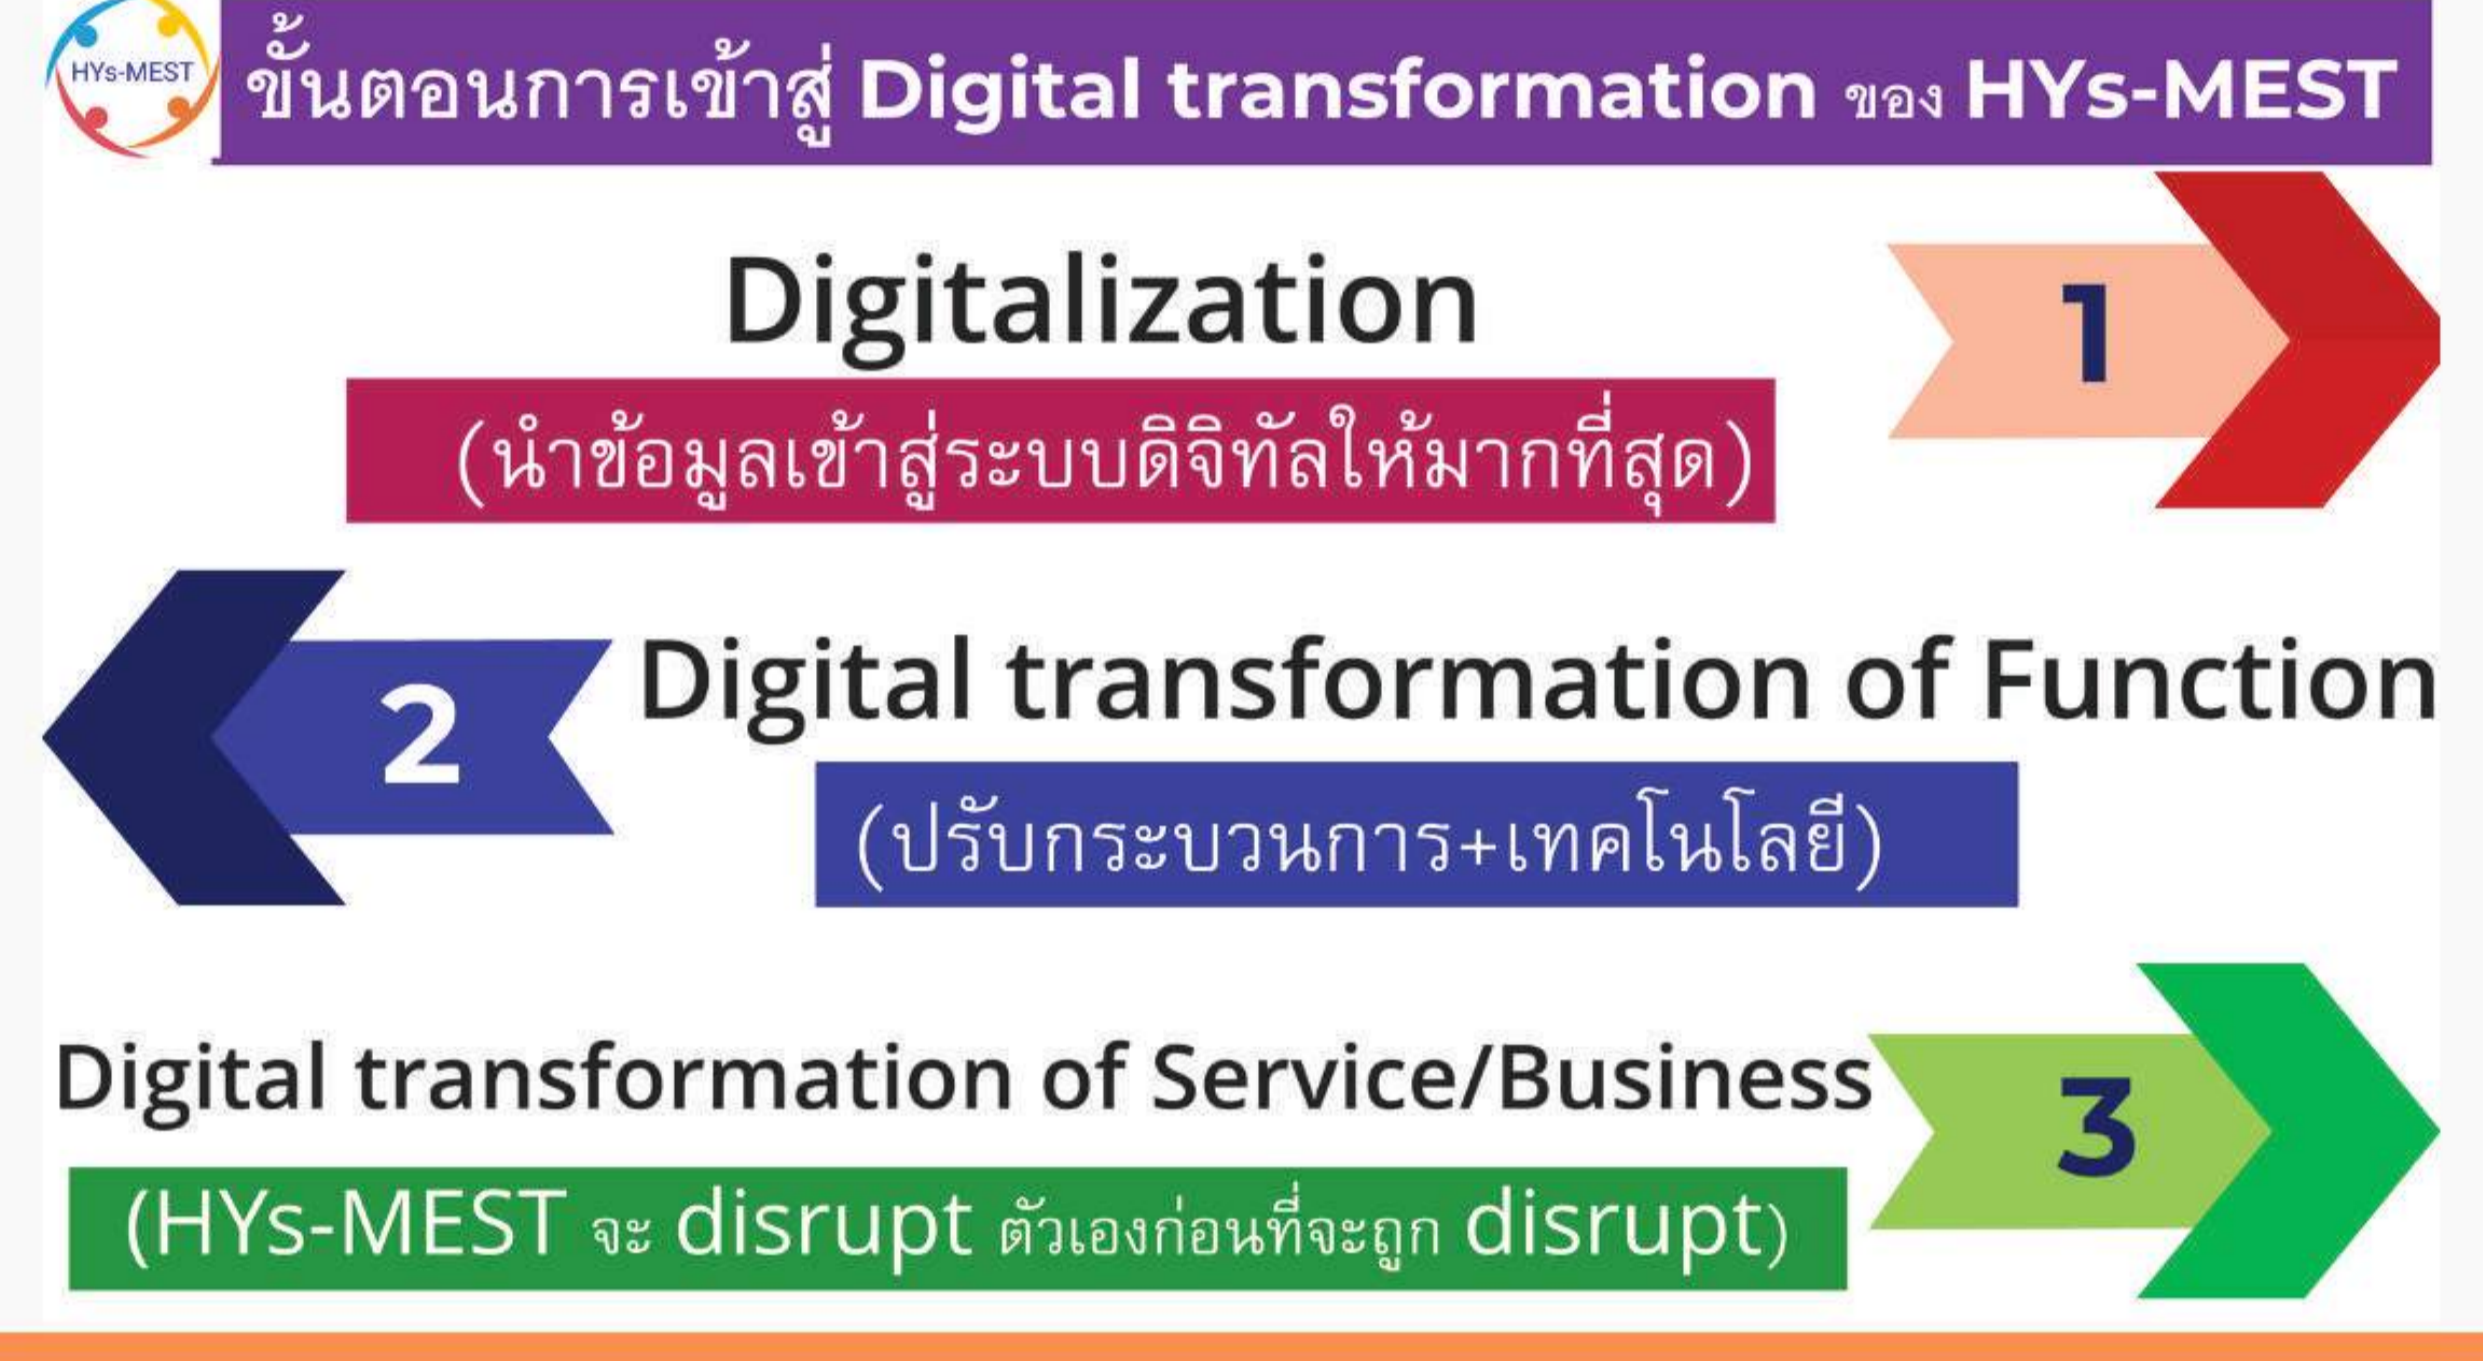 HYs-MEST
ขั้นตอนการเข้าสู่ Digital transformation ของ HYs-MEST
Digitalization
1
(นำข้อมูลเข้าสู่ระบบดิจิทัลให้มากที่สุด)
2
Digital transformation of Function
(ปรับกระบวนการ+เทคโนโลยี)
Digital transformation of Service/Business
3
(HYs-MEST จะ disrupt ตัวเองก่อนที่จะถูก disrupt)